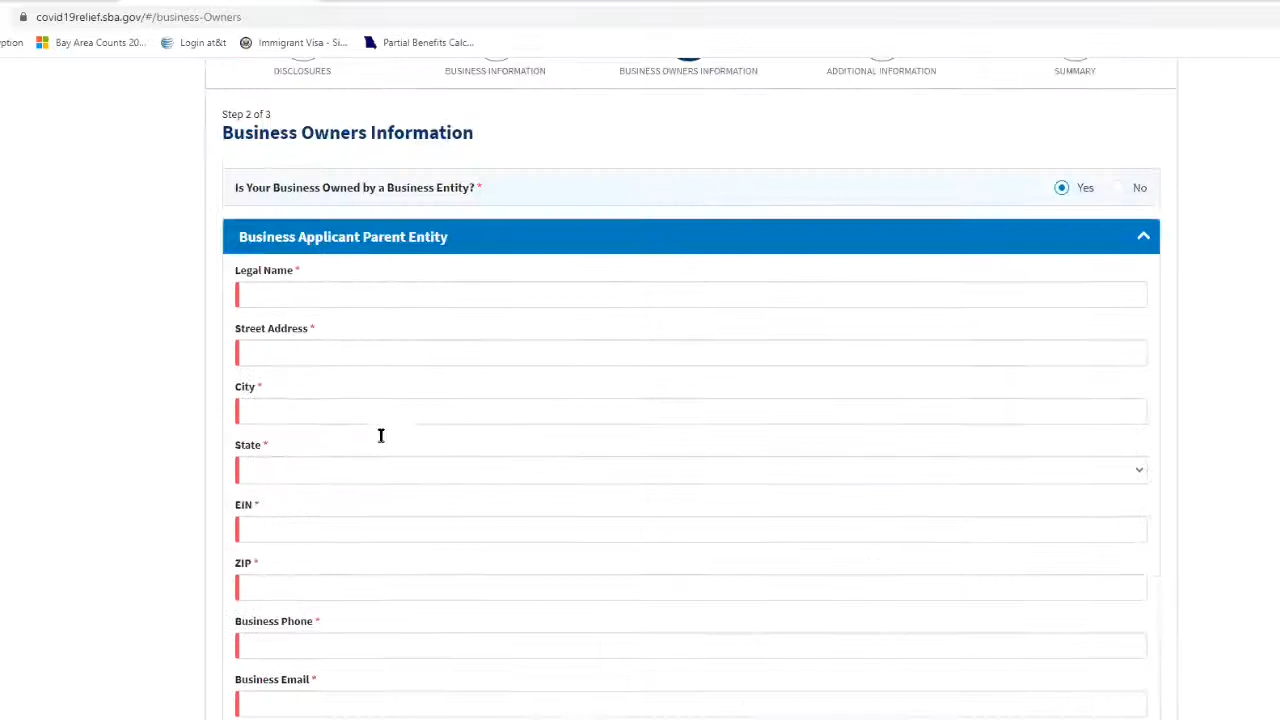 covid19relief.sba.gov/#/business-Owners
ption Bay Area Counts 20... Login at&t Immigrant Visa - Si... Partial Benefits Calc...
DISCLOSURES BUSINESS INFORMATION BUSINESS OWNERS INFORMATION ADDITIONAL INFORMATION SUMMARY
Step 2 of 3
Business Owners Information
Is Your Business Owned by a Business Entity? * Yes No
Business Applicant Parent Entity
Legal Name *
Street Address *
City *
State *
EIN *
ZIP *
Business Phone *
Business Email *